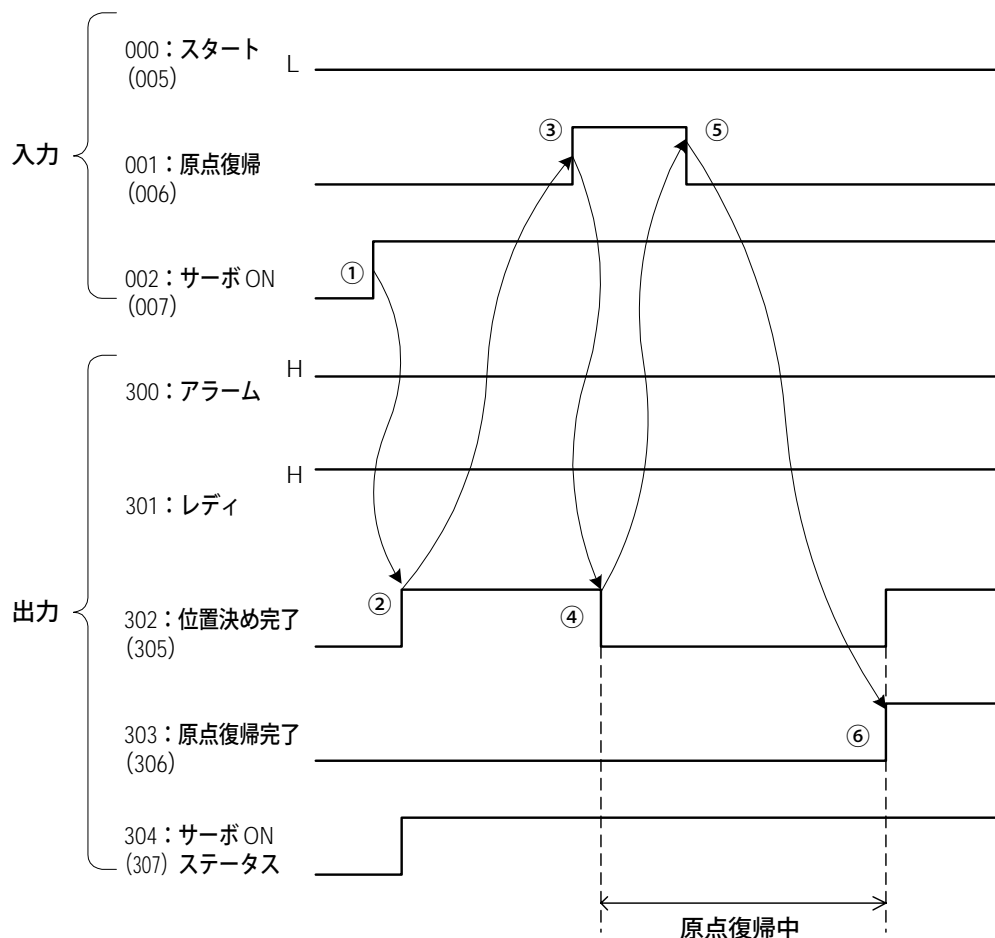 入力
000：スタート
(005)
L
001：原点復帰
(006)
③
⑤
002：サーボ ON
(007)
①
出力
300：アラーム
H
301：レディ
H
302：位置決め完了
(305)
②
④
303：原点復帰完了
(306)
⑥
304：サーボ ON
(307) ステータス
原点復帰中